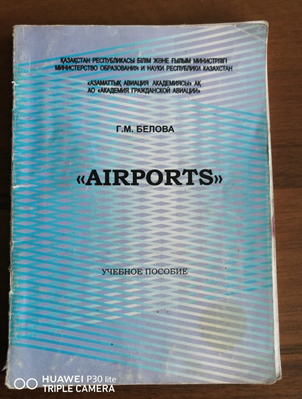 ҚАЗАҚСТАН РЕСПУБЛИКАСЫ БІЛІМ ЖӘНЕ ҒЫЛЫМ МИНИСТРЛІГІ
МИНИСТЕРСТВО ОБРАЗОВАНИЯ И НАУКИ РЕСПУБЛИКИ КАЗАХСТАН
«АЗАМАТТЫҚ АВИАЦИЯ АКАДЕМИЯСЫ» АҚ
АО «АКАДЕМИЯ ГРАЖДАНСКОЙ АВИАЦИИ»
Г.М. БЕЛОВА
«AIRPORTS»
УЧЕБНОЕ ПОСОБИЕ
HUAWEI P30 lite
TRIPLE CAMERA